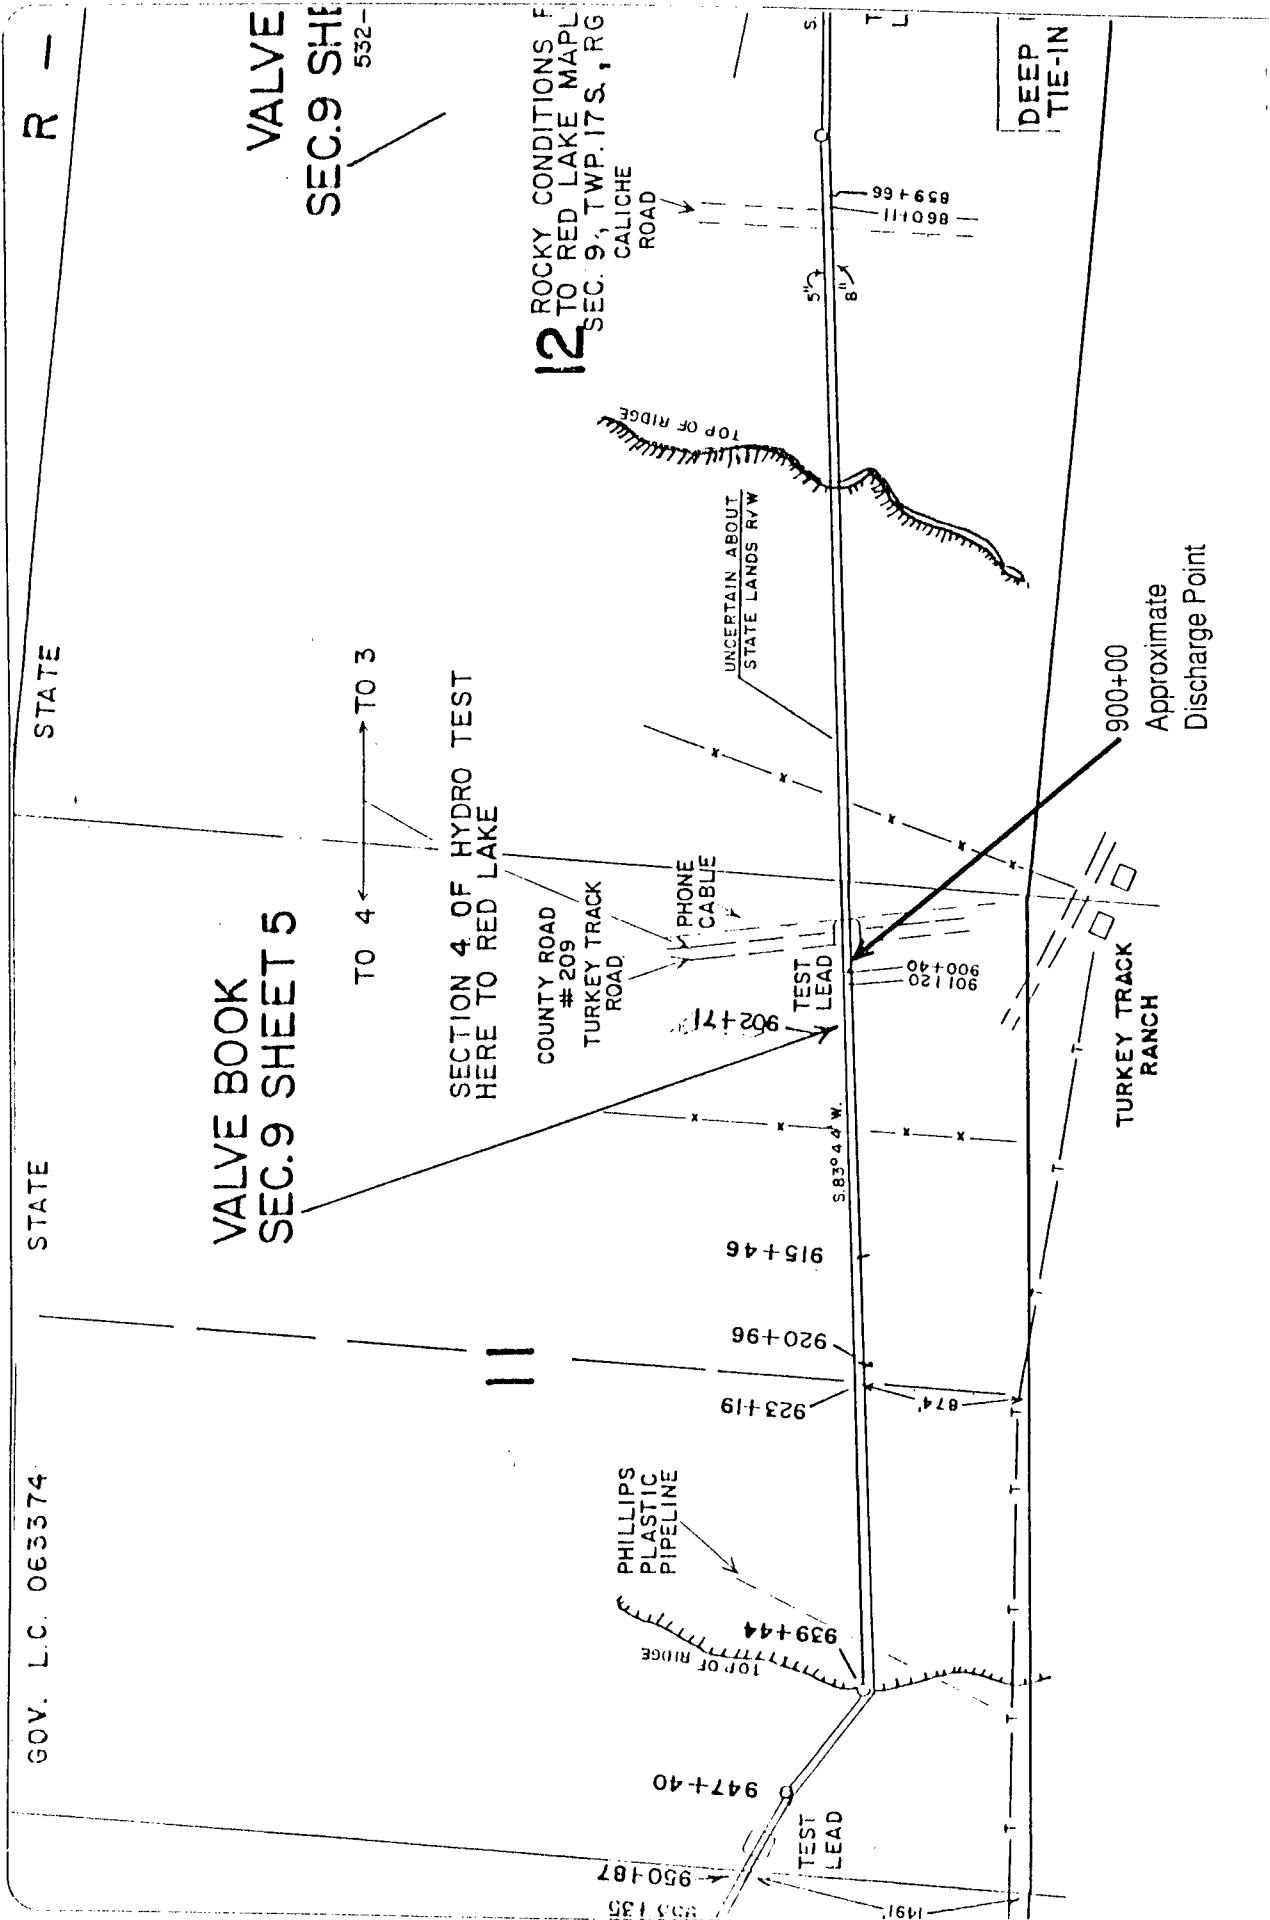 R -
VALVE
SEC.9 SHE
532-
12 ROCKY CONDITIONS F
TO RED LAKE MAPL
SEC. 9, TWP. 17S., RG
CALICHE
ROAD
S.
T
L
DEEP
TIE-IN
859+66
860+11
5"
8"
TOP OF RIDGE
STATE
UNCERTAIN ABOUT
STATE LANDS R/W
TO 4
TO 3
SECTION 4 OF HYDRO TEST
HERE TO RED LAKE
VALVE BOOK
SEC.9 SHEET 5
COUNTY ROAD
#209
TURKEY TRACK
ROAD
PHONE
CABLE
TEST
LEAD
902+71
900+40
901+20
900+00
Approximate
Discharge Point
TURKEY TRACK
RANCH
x
x
x
x
x
x
x
x
x
S.83°44'W.
STATE
915+46
920+96
923+19
874'
11
T
T
T
T
T
T
T
T
T
GOV. L.C. 063374
PHILLIPS
PLASTIC
PIPELINE
939+44
TOP OF RIDGE
947+40
TEST
LEAD
950+87
1491'